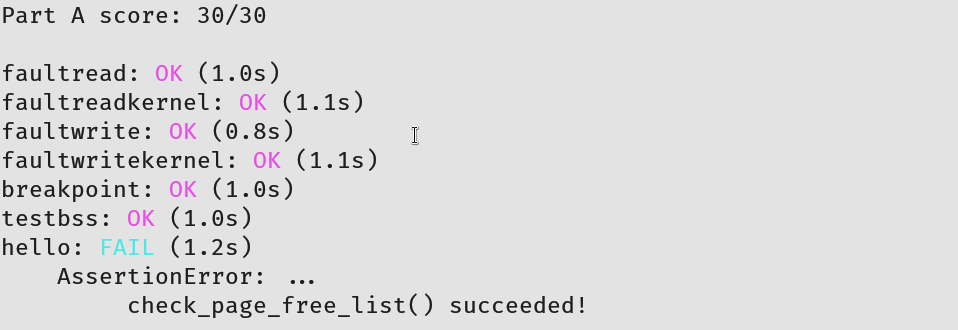 Part A score: 30/30
faultread: OK (1.0s)
faultreadkernel: OK (1.1s)
faultwrite: OK (0.8s)
faultwritekernel: OK (1.1s)
breakpoint: OK (1.0s)
testbss: OK (1.0s)
hello: FAIL (1.2s)
AssertionError: ...
check_page_free_list() succeeded!